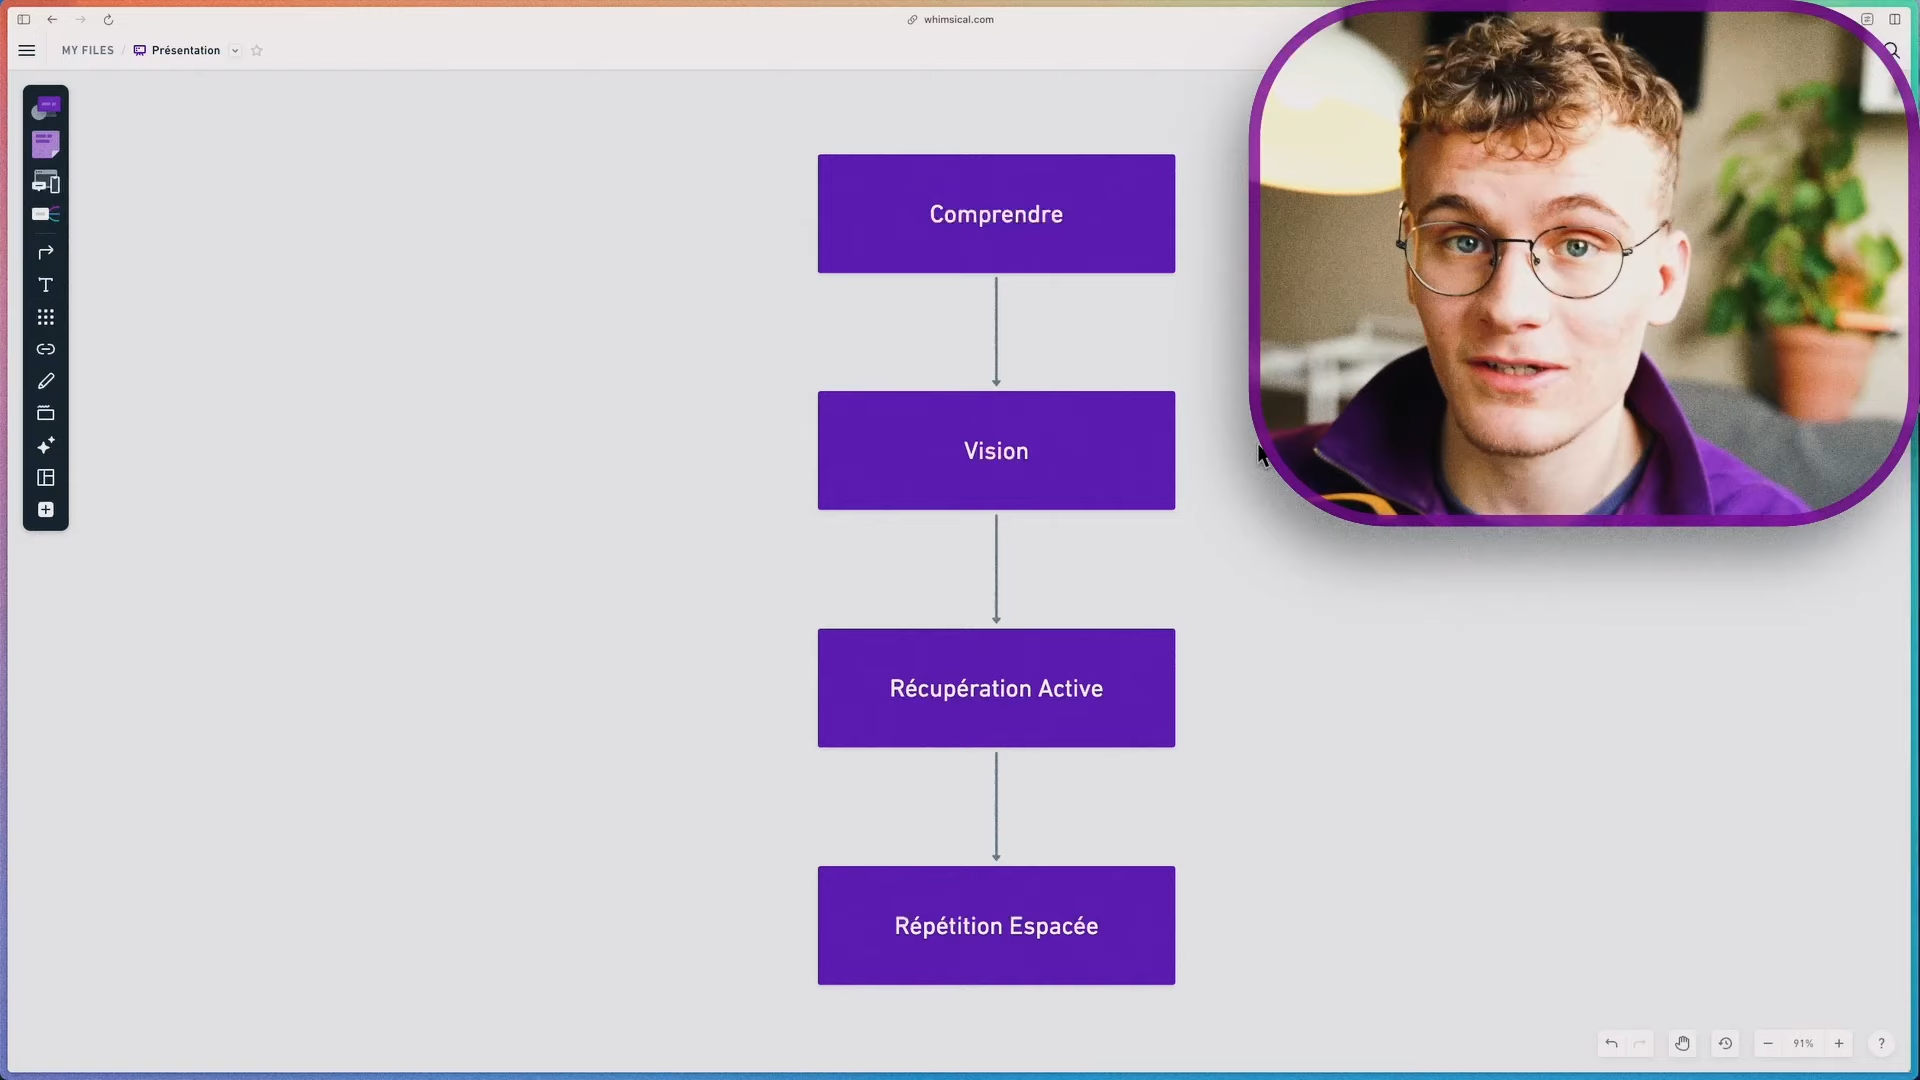 whimsical.com
MY FILES / Présentation
Comprendre
Vision
Récupération Active
Répétition Espacée
91%
?